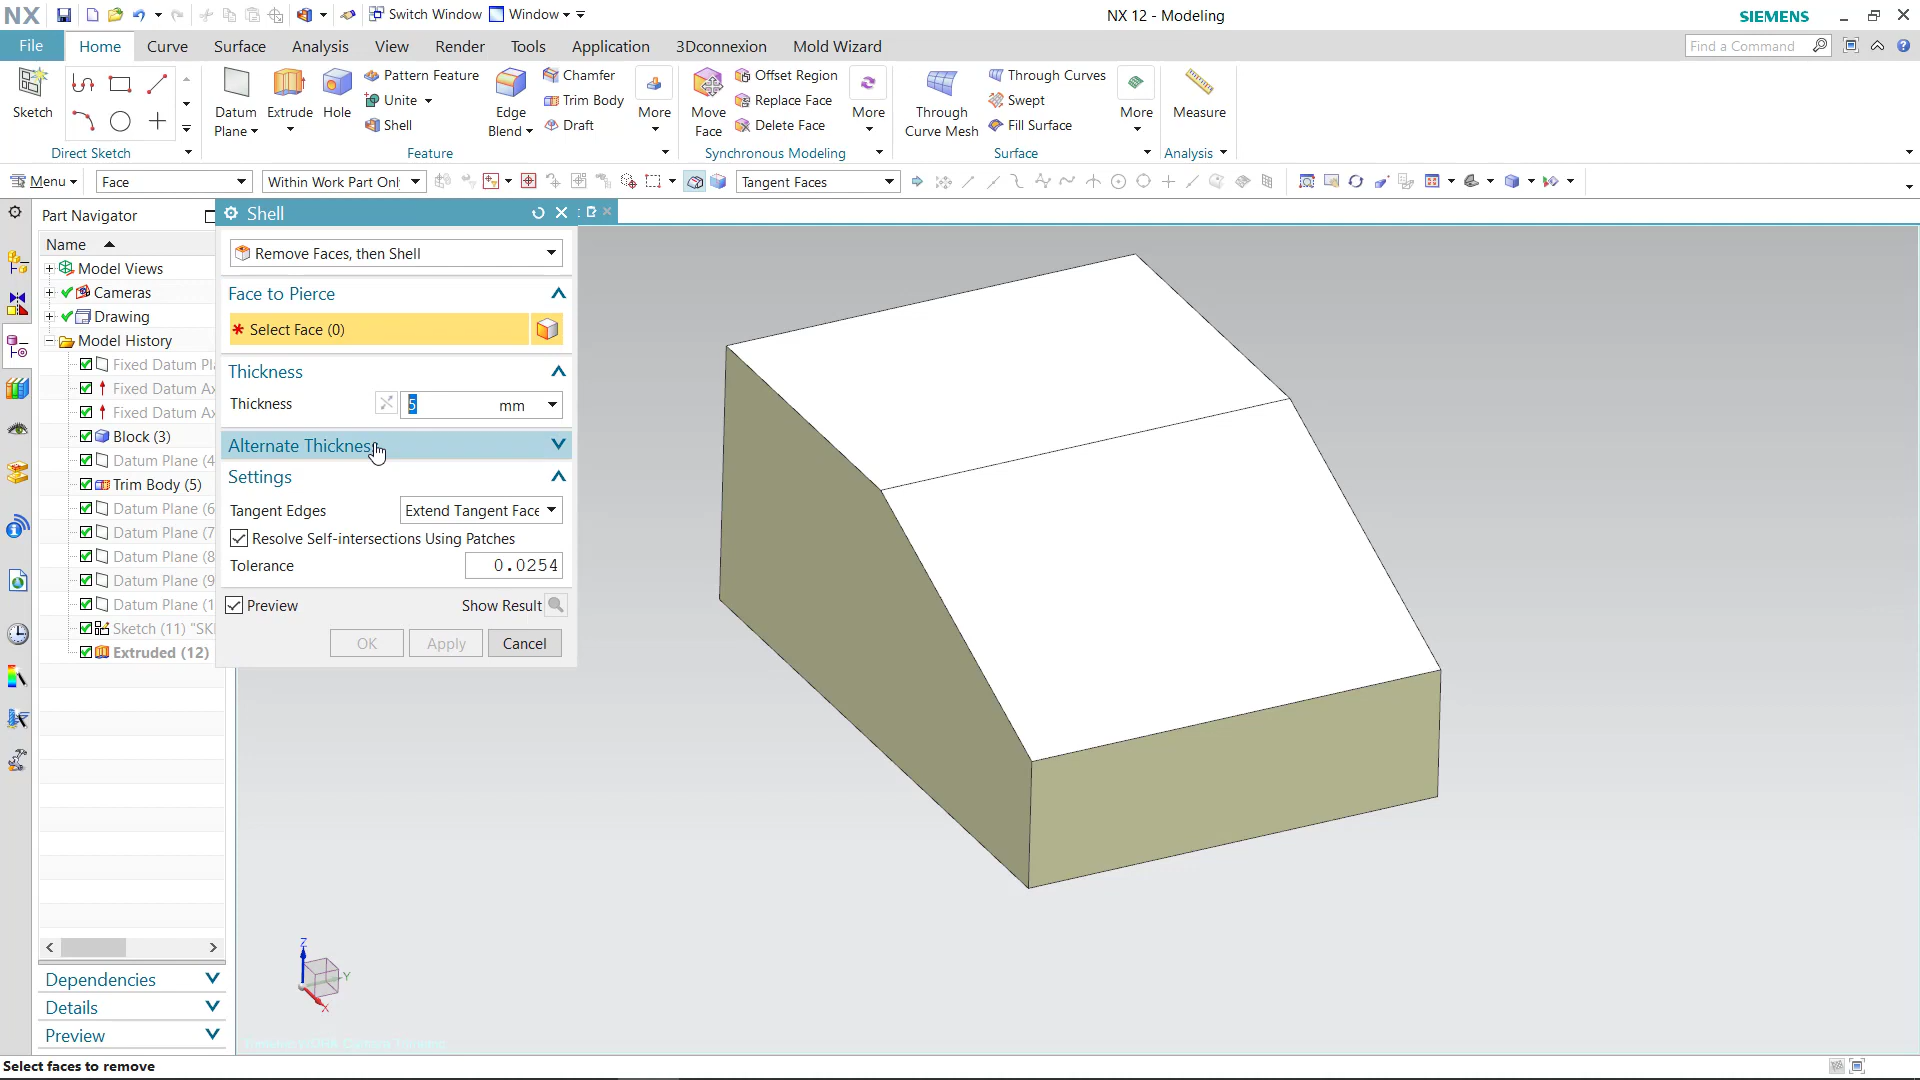 NX Switch Window Window NX 12 - Modeling SIEMENS
File Home Curve Surface Analysis View Render Tools Application 3Dconnexion Mold Wizard Find a Command
Sketch
Direct Sketch
Datum Plane
Extrude
Hole
Pattern Feature
Unite
Shell
Edge Blend
Chamfer
Trim Body
Draft
More
Feature
Move Face
Offset Region
Replace Face
Delete Face
More
Synchronous Modeling
Through Curve Mesh
Through Curves
Swept
Fill Surface
More
Surface
Measure
Analysis
Menu Face Within Work Part Onl Tangent Faces
Part Navigator
Name
Model Views
Cameras
Drawing
Model History
Fixed Datum Pl
Fixed Datum Ax
Fixed Datum Ax
Block (3)
Datum Plane (4
Trim Body (5)
Datum Plane (6
Datum Plane (7
Datum Plane (8
Datum Plane (9
Datum Plane (1
Sketch (11) "SK
Extruded (12)
Dependencies
Details
Preview
Shell
Remove Faces, then Shell
Face to Pierce
* Select Face (0)
Thickness
Thickness 5 mm
Alternate Thickness
Settings
Tangent Edges Extend Tangent Face
Resolve Self-intersections Using Patches
Tolerance 0.0254
Preview Show Result
OK Apply Cancel
Z
Y
X
Select faces to remove